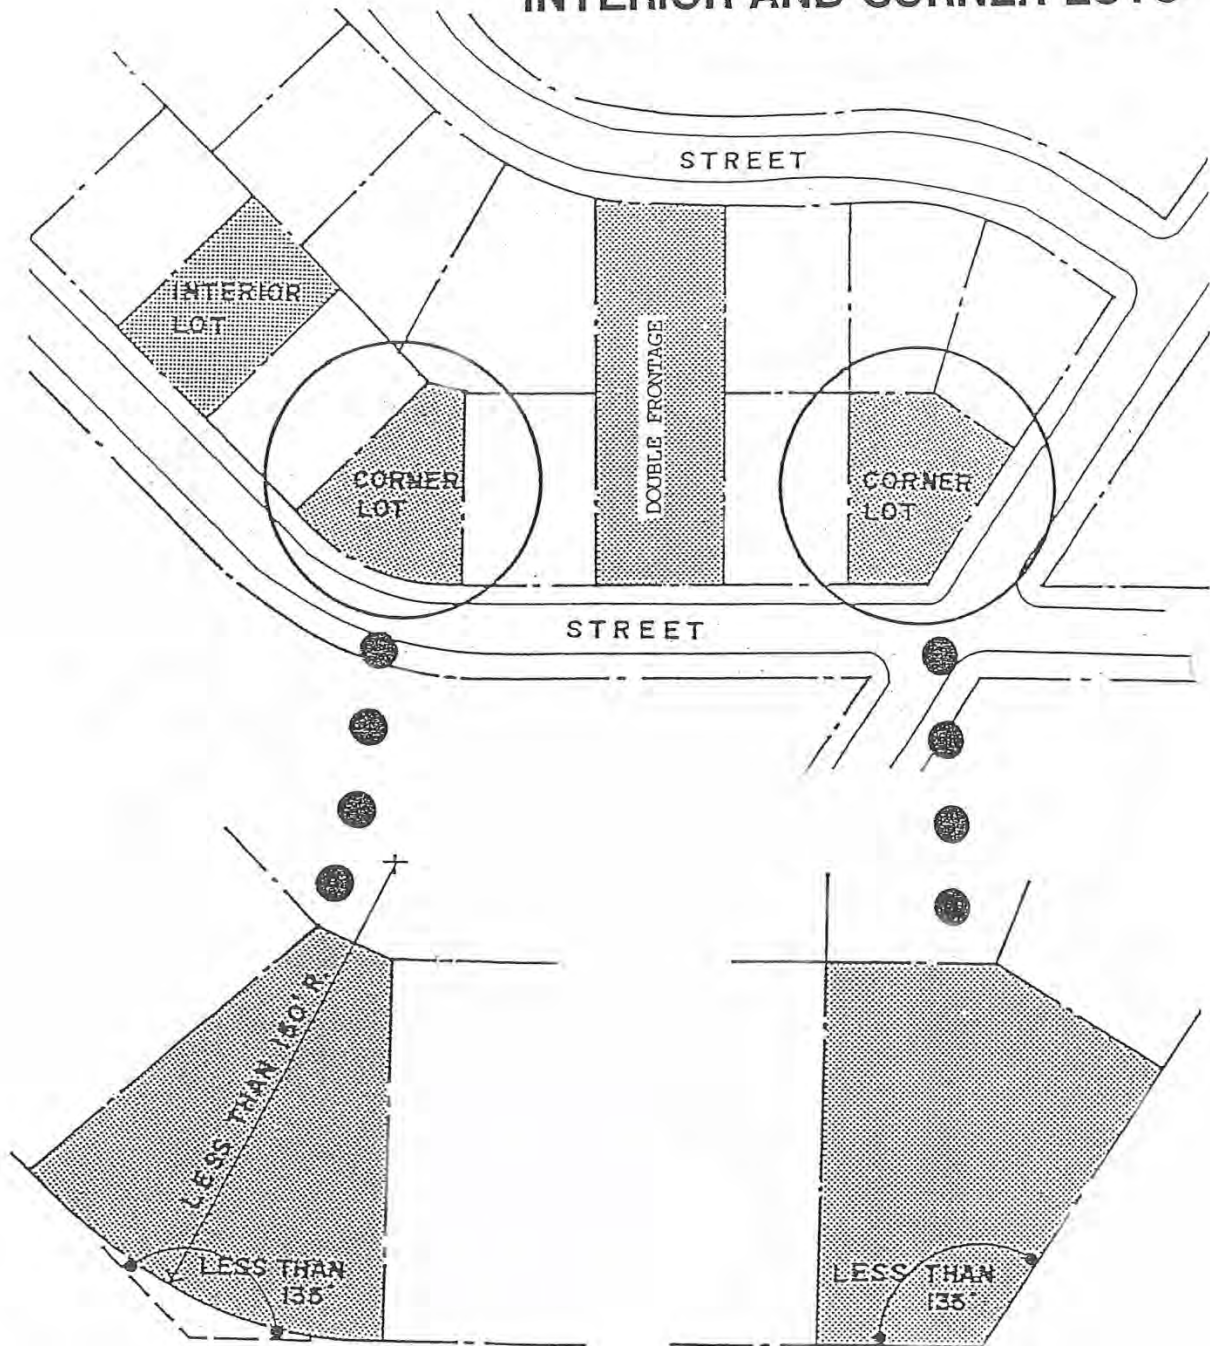 INTERIOR AND CORNER LOTS
STREET
INTERIOR
LOT
DOUBLE FRONTAGE
CORNER
LOT
CORNER
LOT
STREET
LESS THAN 150' R.
LESS THAN
135°
LESS THAN
135°